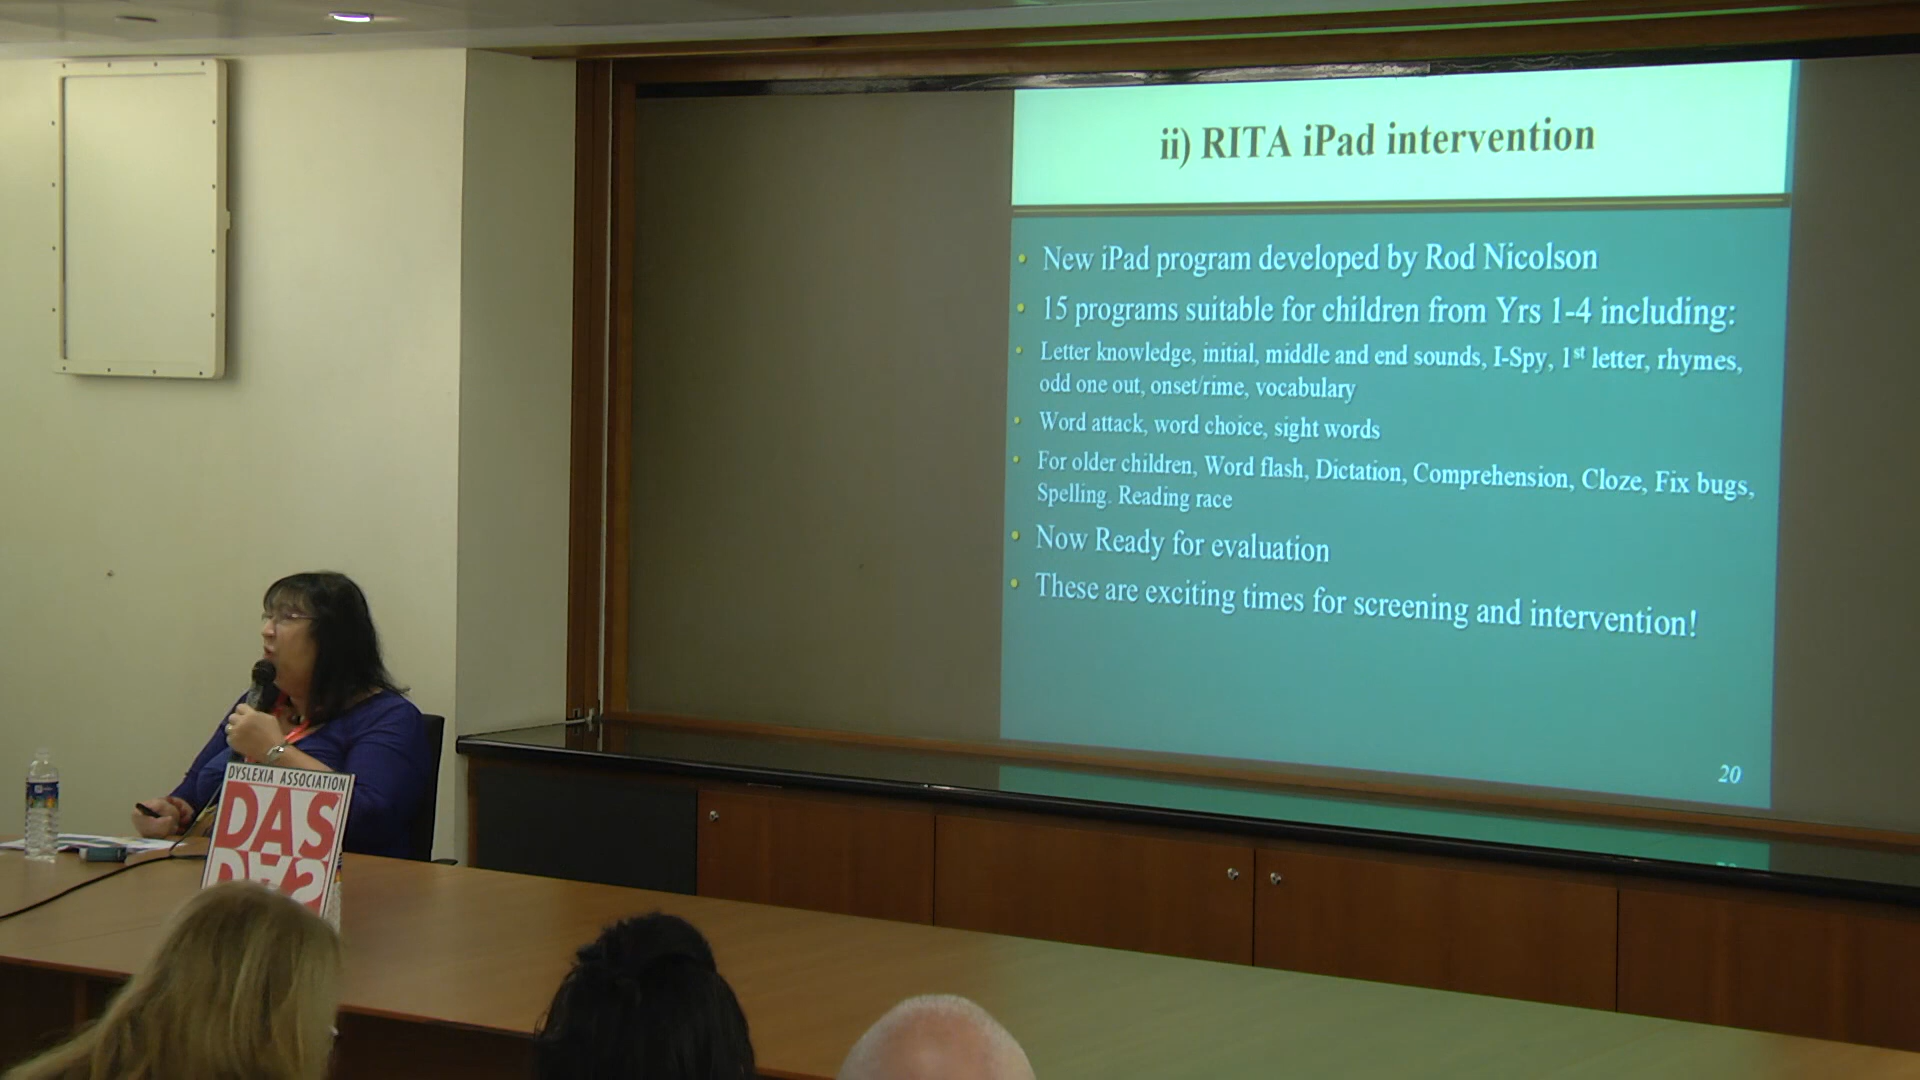 ii) RITA iPad intervention
• New iPad program developed by Rod Nicolson
• 15 programs suitable for children from Yrs 1-4 including:
• Letter knowledge, initial, middle and end sounds, I-Spy, 1st letter, rhymes,
odd one out, onset/rime, vocabulary
• Word attack, word choice, sight words
• For older children, Word flash, Dictation, Comprehension, Cloze, Fix bugs,
Spelling. Reading race
• Now Ready for evaluation
• These are exciting times for screening and intervention!
20
DYSLEXIA ASSOCIATION
DAS